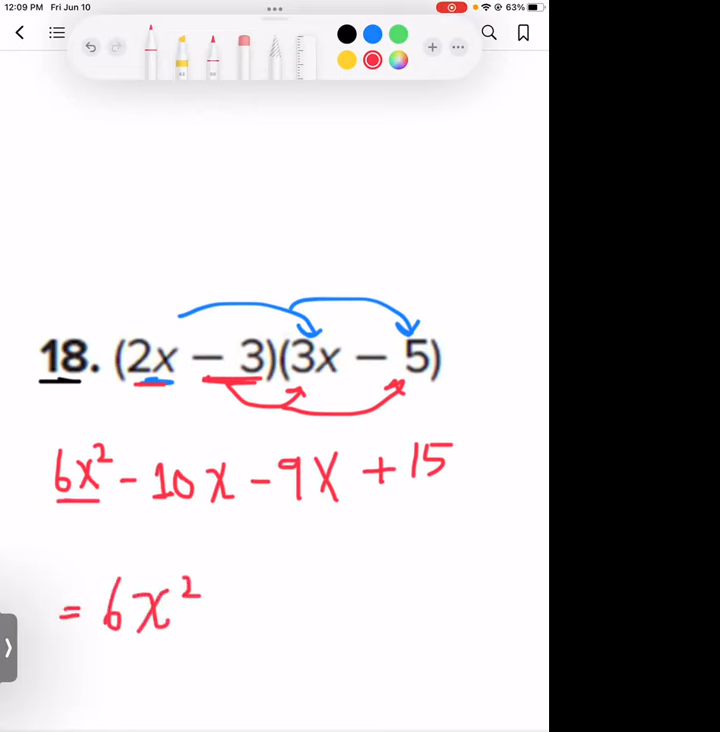 12:09 PM Fri Jun 10
63%
18. (2x – 3)(3x – 5)
6x² - 10x - 9x + 15
= 6x²